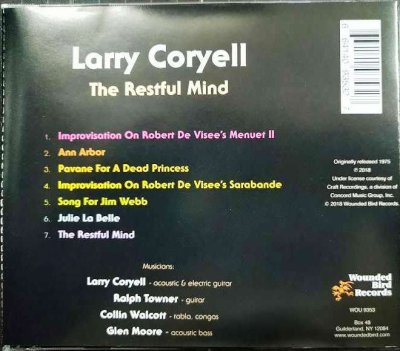 Larry Coryell
The Restful Mind
1. Improvisation On Robert De Visee's Menuet II
2. Ann Arbor
3. Pavane For A Dead Princess
4. Improvisation On Robert De Visee's Sarabande
5. Song For Jim Webb
6. Julie La Belle
7. The Restful Mind
Originally released 1975
℗ 2018
Under license courtesy of
Craft Recordings, a division of
Concord Music Group, Inc.
© 2018 Wounded Bird Records
Musicians:
Larry Coryell - acoustic & electric guitar
Ralph Towner - guitar
Collin Walcott - tabla, congas
Glen Moore - acoustic bass
Wounded
Bird
Records
WOU 9353
Box 48
Guilderland, NY 12084
www.woundedbird.com